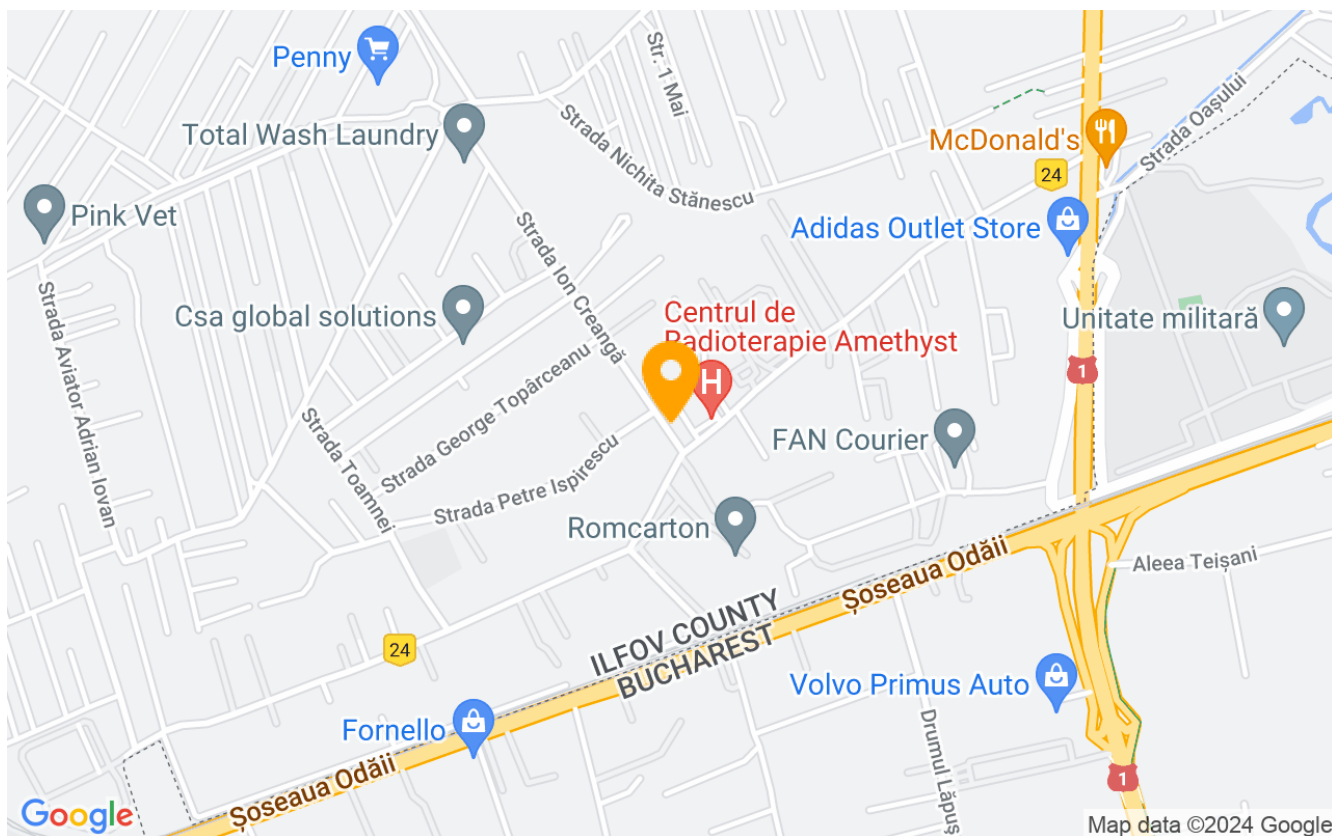 Penny
Str. 1 Mai
Total Wash Laundry
Strada Nichita Stănescu
McDonald's
24
Strada Oașului
Pink Vet
Adidas Outlet Store
Strada Ion Creangă
Csa global solutions
Centrul de
Radioterapie Amethyst
H
Unitate militară
1
Strada Aviator Adrian Iovan
Strada George Topârceanu
Strada Toamnei
Strada Petre Ispirescu
FAN Courier
Romcarton
Șoseaua Odăii
Aleea Teișani
ILFOV COUNTY
BUCHAREST
24
Volvo Primus Auto
Fornello
Drumul Lăpuș
Șoseaua Odăii
1
Google
Map data ©2024 Google